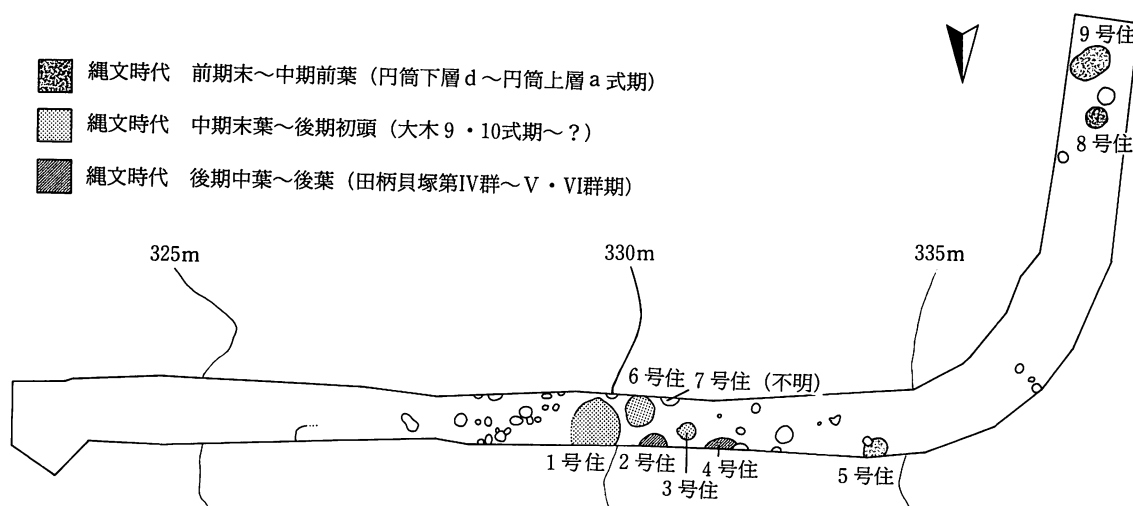 9号住
8号住
縄文時代 前期末～中期前葉 (円筒下層d～円筒上層a式期)
縄文時代 中期末葉～後期初頭 (大木9・10式期～?)
縄文時代 後期中葉～後葉 (田柄貝塚第Ⅳ群～Ⅴ・Ⅵ群期)
325m
330m
335m
6号住
7号住 (不明)
1号住
2号住
3号住
4号住
5号住